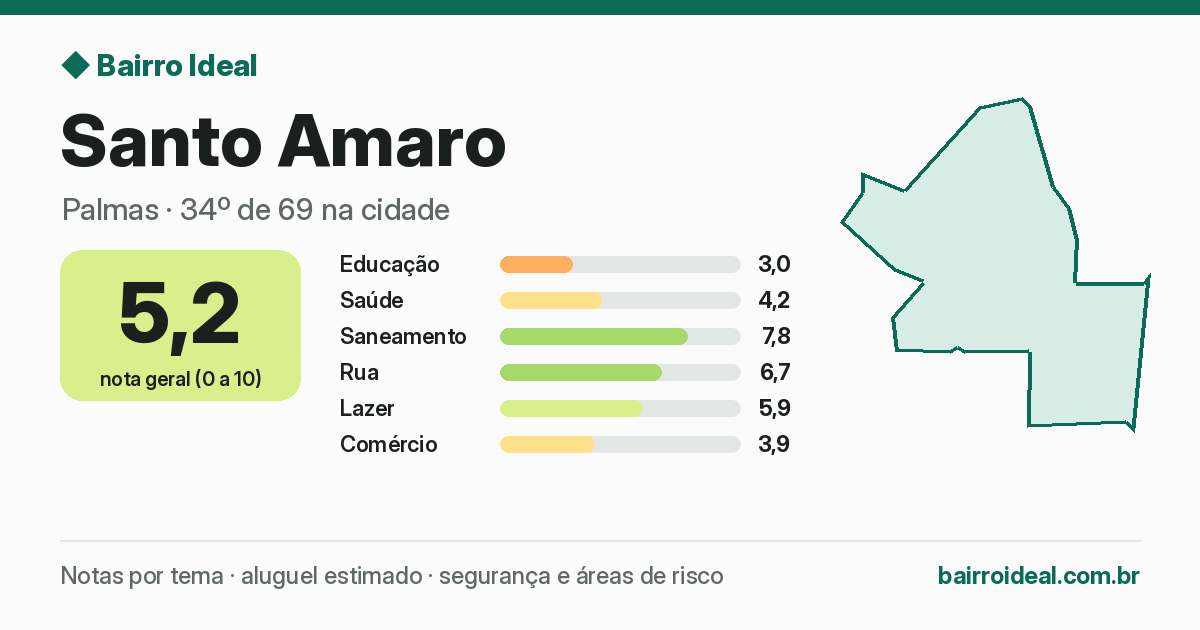 Bairro Ideal
Santo Amaro
Palmas · 34º de 69 na cidade
5,2
nota geral (0 a 10)
Educação 3,0
Saúde 4,2
Saneamento 7,8
Rua 6,7
Lazer 5,9
Comércio 3,9
Notas por tema · aluguel estimado · segurança e áreas de risco
bairroideal.com.br